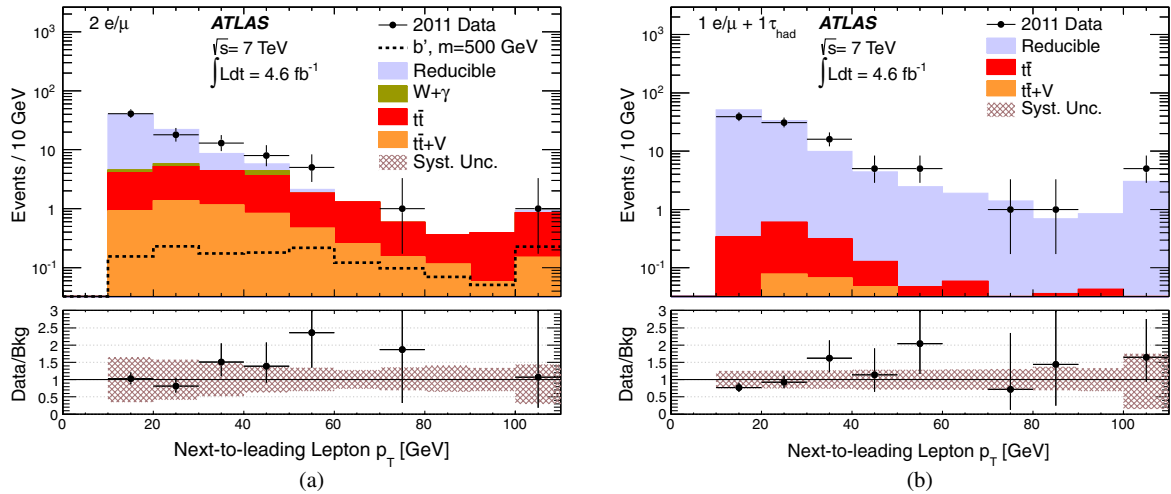 2 e/μ
ATLAS
√s= 7 TeV
∫Ldt = 4.6 fb⁻¹
2011 Data
b', m=500 GeV
Reducible
W+γ
tt̄
tt̄+V
Syst. Unc.
Events / 10 GeV
10³
10²
10
1
10⁻¹
Data/Bkg
3
2.5
2
1.5
1
0.5
0
0 20 40 60 80 100
Next-to-leading Lepton p_T [GeV]
(a)
1 e/μ + 1τ_had
ATLAS
√s= 7 TeV
∫Ldt = 4.6 fb⁻¹
2011 Data
Reducible
tt̄
tt̄+V
Syst. Unc.
Events / 10 GeV
10³
10²
10
1
10⁻¹
Data/Bkg
3
2.5
2
1.5
1
0.5
0
0 20 40 60 80 100
Next-to-leading Lepton p_T [GeV]
(b)